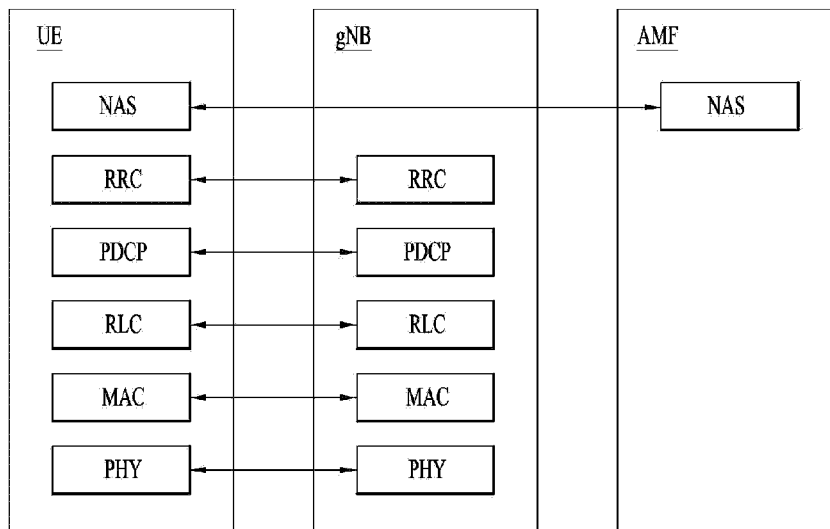 UE gNB AMF
NAS NAS
RRC RRC
PDCP PDCP
RLC RLC
MAC MAC
PHY PHY